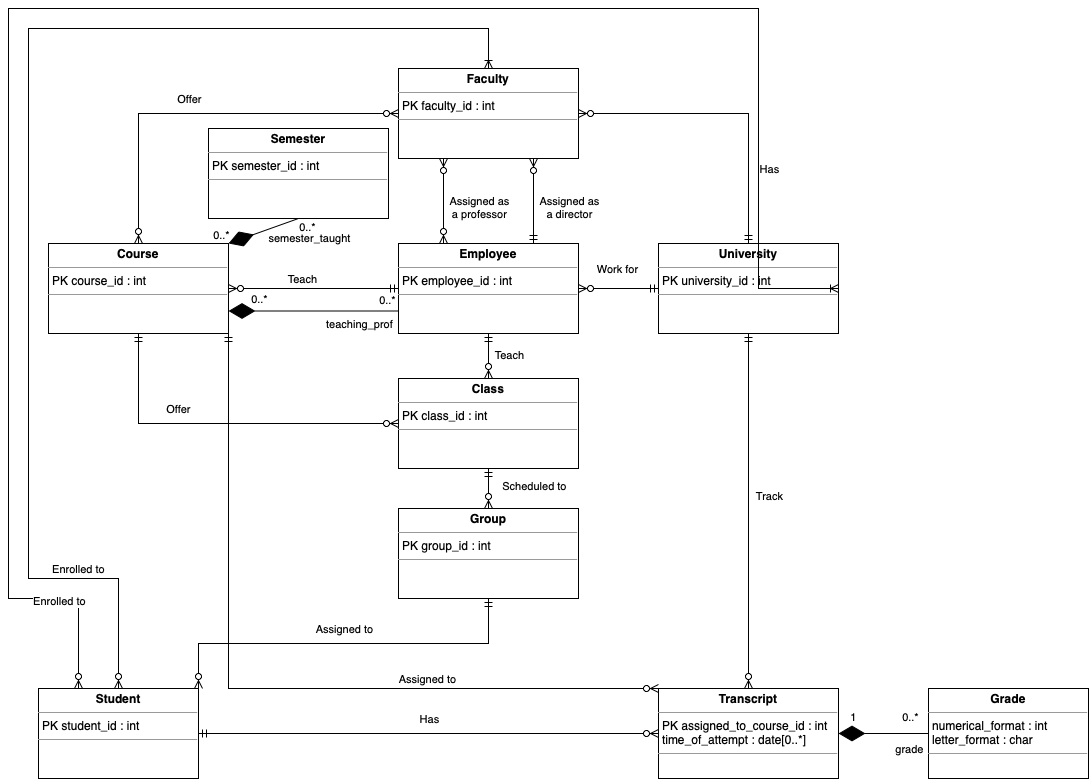 Faculty
PK faculty_id : int
Offer
Semester
PK semester_id : int
Has
Assigned as
a professor
Assigned as
a director
0..*
0..*
semester_taught
Course
PK course_id : int
Employee
PK employee_id : int
University
PK university_id : int
Teach
Work for
0..*
0..*
teaching_prof
Teach
Class
PK class_id : int
Offer
Scheduled to
Track
Group
PK group_id : int
Enrolled to
Enrolled to
Assigned to
Assigned to
Student
PK student_id : int
Has
Transcript
PK assigned_to_course_id : int
time_of_attempt : date[0..*]
1
0..*
grade
Grade
numerical_format : int
letter_format : char